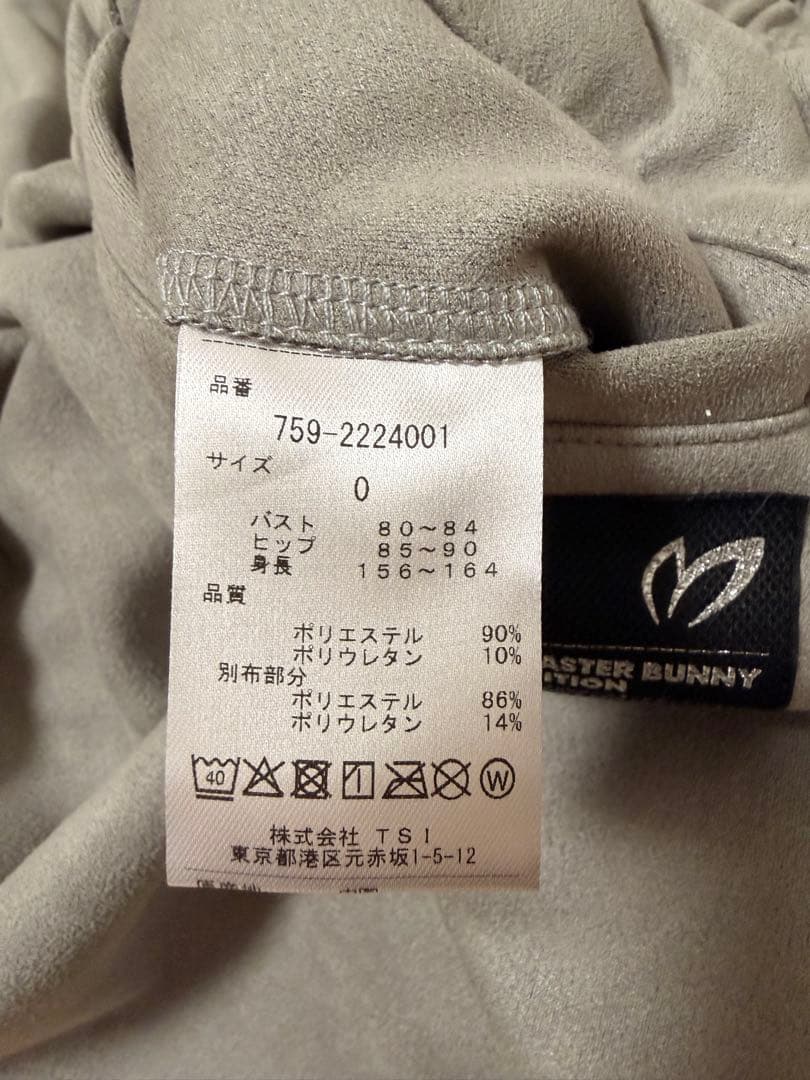 品番
759-2224001
サイズ
0
バスト 80~84
ヒップ 85~90
身長 156~164
品質
ポリエステル 90%
ポリウレタン 10%
別布部分
ポリエステル 86%
ポリウレタン 14%
40 W
株式会社 TSI
東京都港区元赤坂1-5-12
ASTER BUNNY
ITION